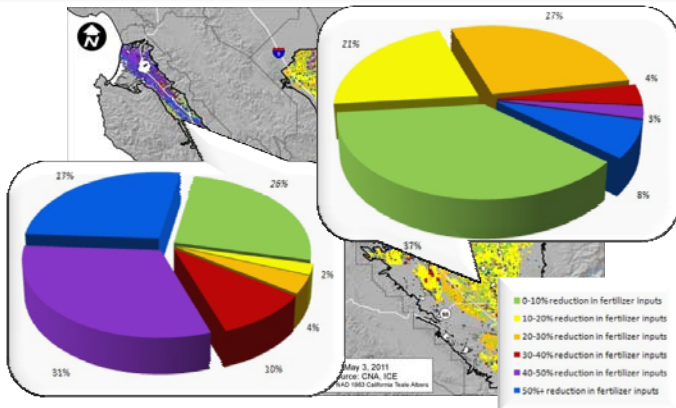 N
27%
21%
4%
3%
8%
37%
17%
26%
2%
4%
10%
31%
0-10% reduction in fertilizer inputs
10-20% reduction in fertilizer inputs
20-30% reduction in fertilizer inputs
30-40% reduction in fertilizer inputs
40-50% reduction in fertilizer inputs
50%+ reduction in fertilizer inputs
May 3, 2011
ource: CNA, ICE
NAD 1983 California Teale Albers